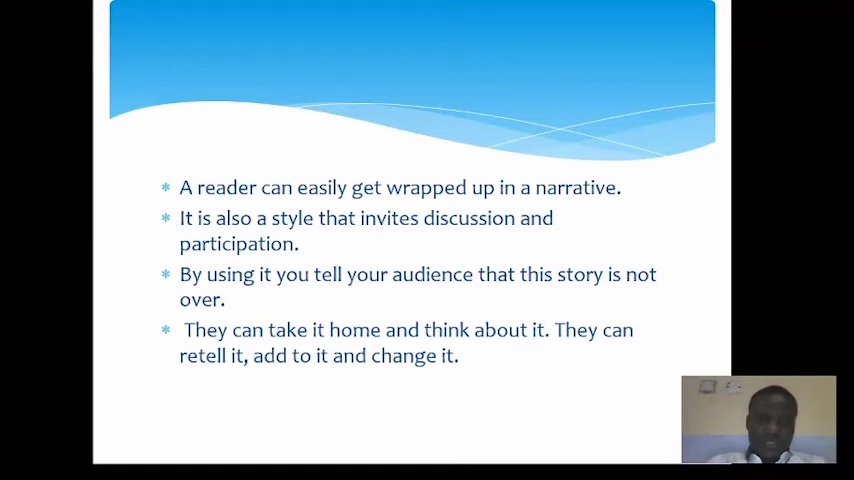 * A reader can easily get wrapped up in a narrative.
* It is also a style that invites discussion and
participation.
* By using it you tell your audience that this story is not
over.
* They can take it home and think about it. They can
retell it, add to it and change it.